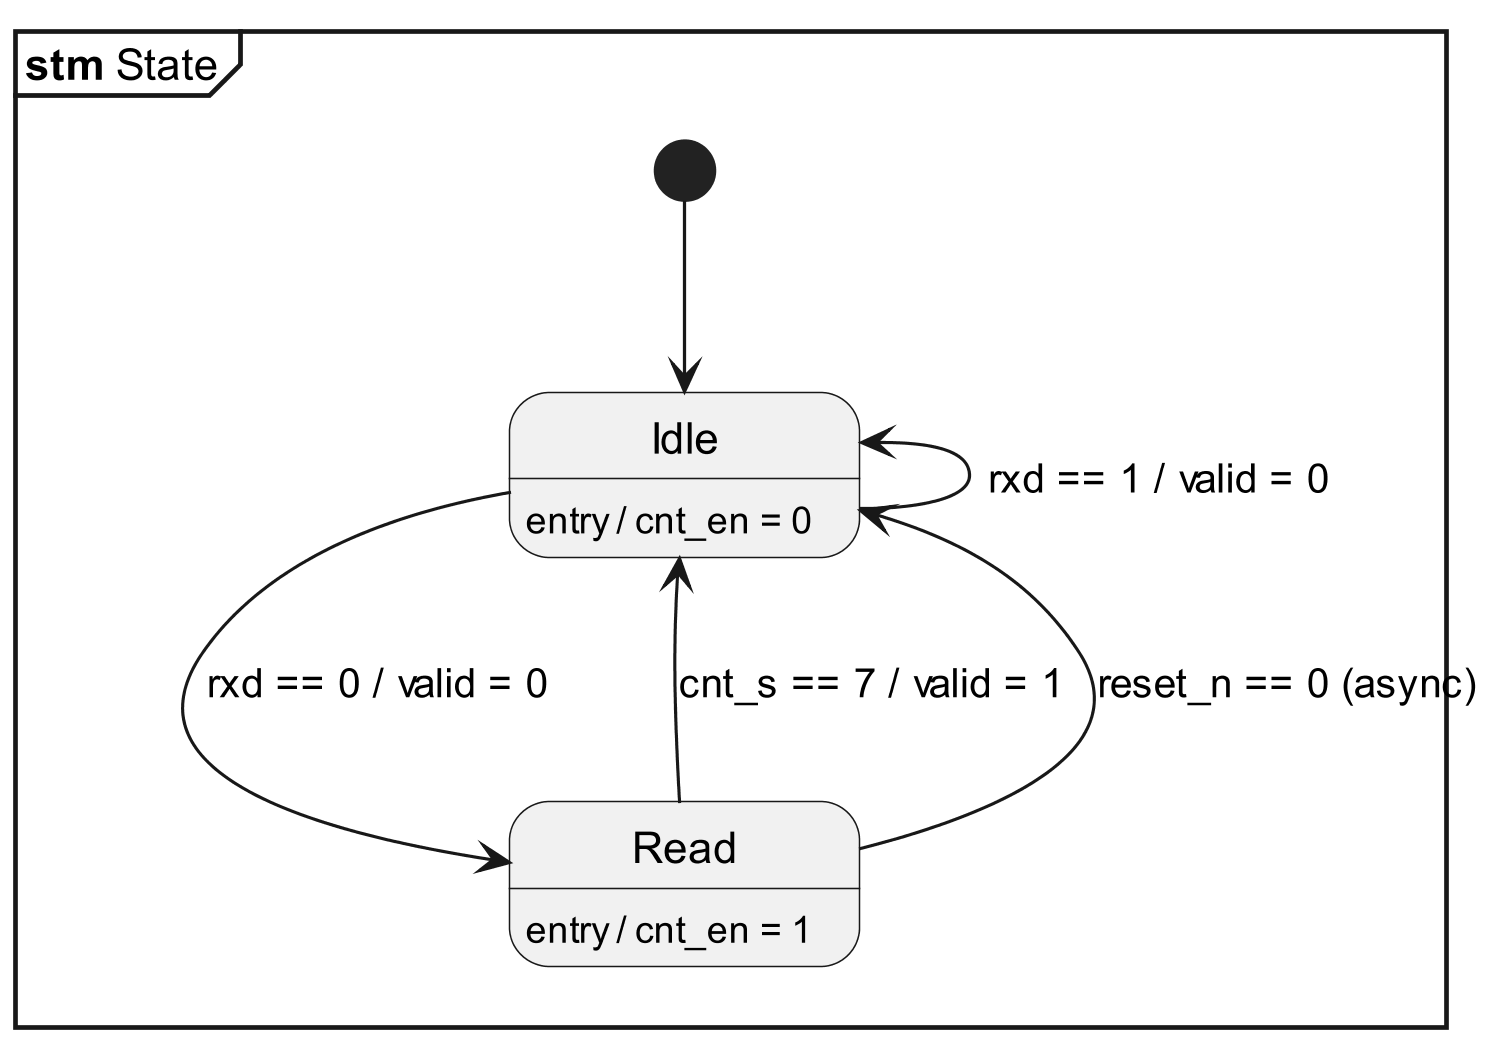 stm State
Idle
rxd == 1 / valid = 0
entry / cnt_en = 0
rxd == 0 / valid = 0
cnt_s == 7 / valid = 1
reset_n == 0 (async)
Read
entry / cnt_en = 1